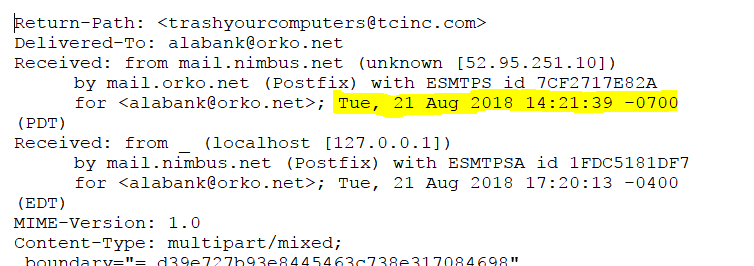 Return-Path: <trashyourcomputers@tcinc.com>
Delivered-To: alabank@orko.net
Received: from mail.nimbus.net (unknown [52.95.251.10])
by mail.orko.net (Postfix) with ESMTPS id 7CF2717E82A
for <alabank@orko.net>; Tue, 21 Aug 2018 14:21:39 -0700
(PDT)
Received: from _ (localhost [127.0.0.1])
by mail.nimbus.net (Postfix) with ESMTPSA id 1FDC5181DF7
for <alabank@orko.net>; Tue, 21 Aug 2018 17:20:13 -0400
(EDT)
MIME-Version: 1.0
Content-Type: multipart/mixed;
boundary="=_d39e727b93e8445463c738e317084698"